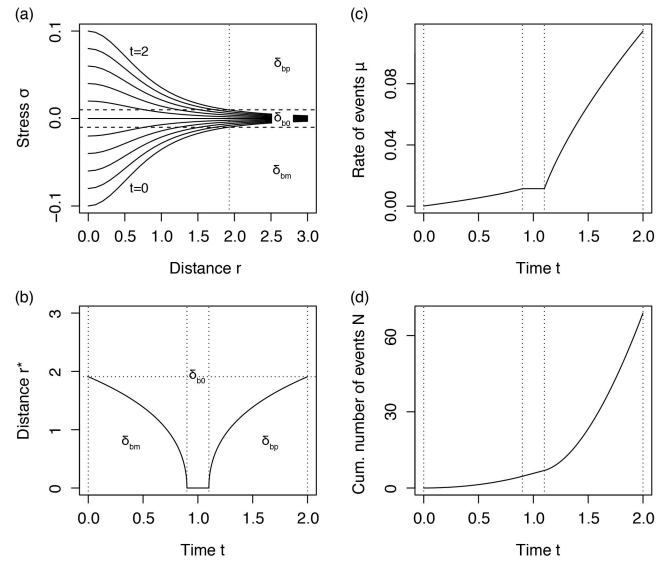 (a)
0.1
0.0
−0.1
Stress σ
t=2
t=0
δbp
δb0
δbm
0.0 0.5 1.0 1.5 2.0 2.5 3.0
Distance r
(c)
0.08
0.04
0.00
Rate of events μ
0.0 0.5 1.0 1.5 2.0
Time t
(b)
3
2
1
0
Distance r*
δb0
δbm
δbp
0.0 0.5 1.0 1.5 2.0
Time t
(d)
60
30
0
Cum. number of events N
0.0 0.5 1.0 1.5 2.0
Time t